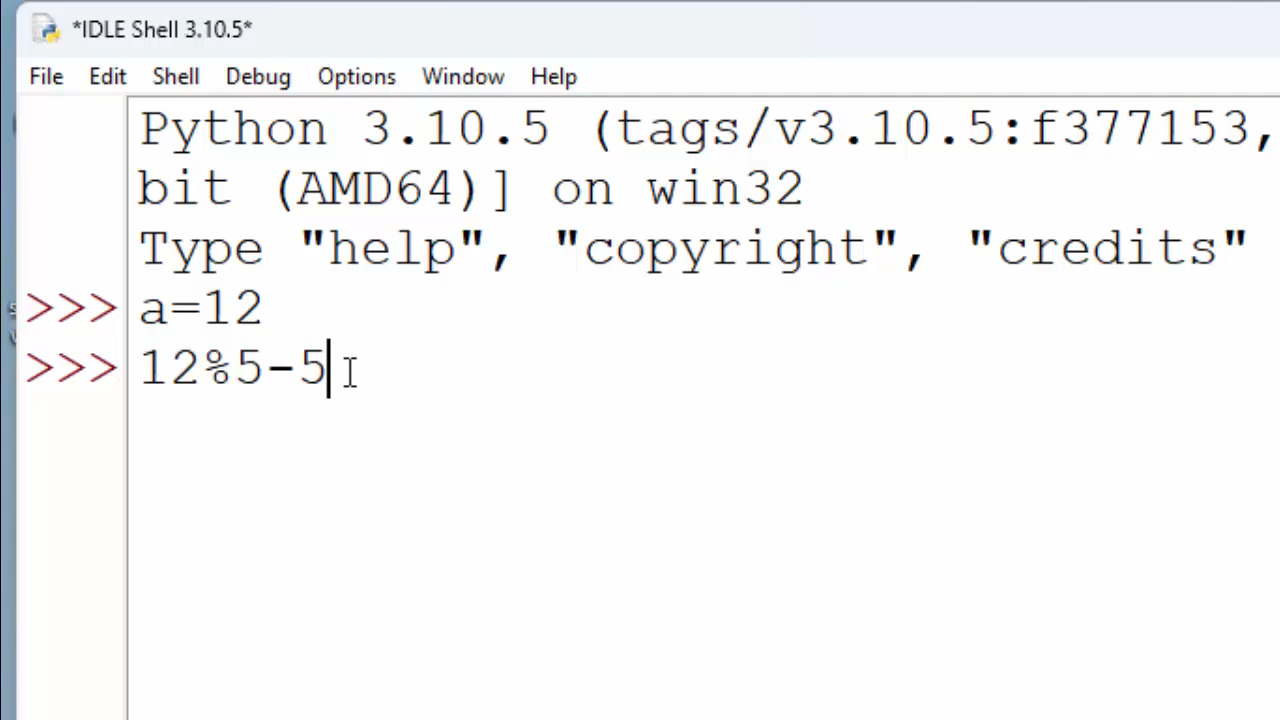 *IDLE Shell 3.10.5*
File Edit Shell Debug Options Window Help
Python 3.10.5 (tags/v3.10.5:f377153,
bit (AMD64)] on win32
Type "help", "copyright", "credits"
>>> a=12
>>> 12%5-5